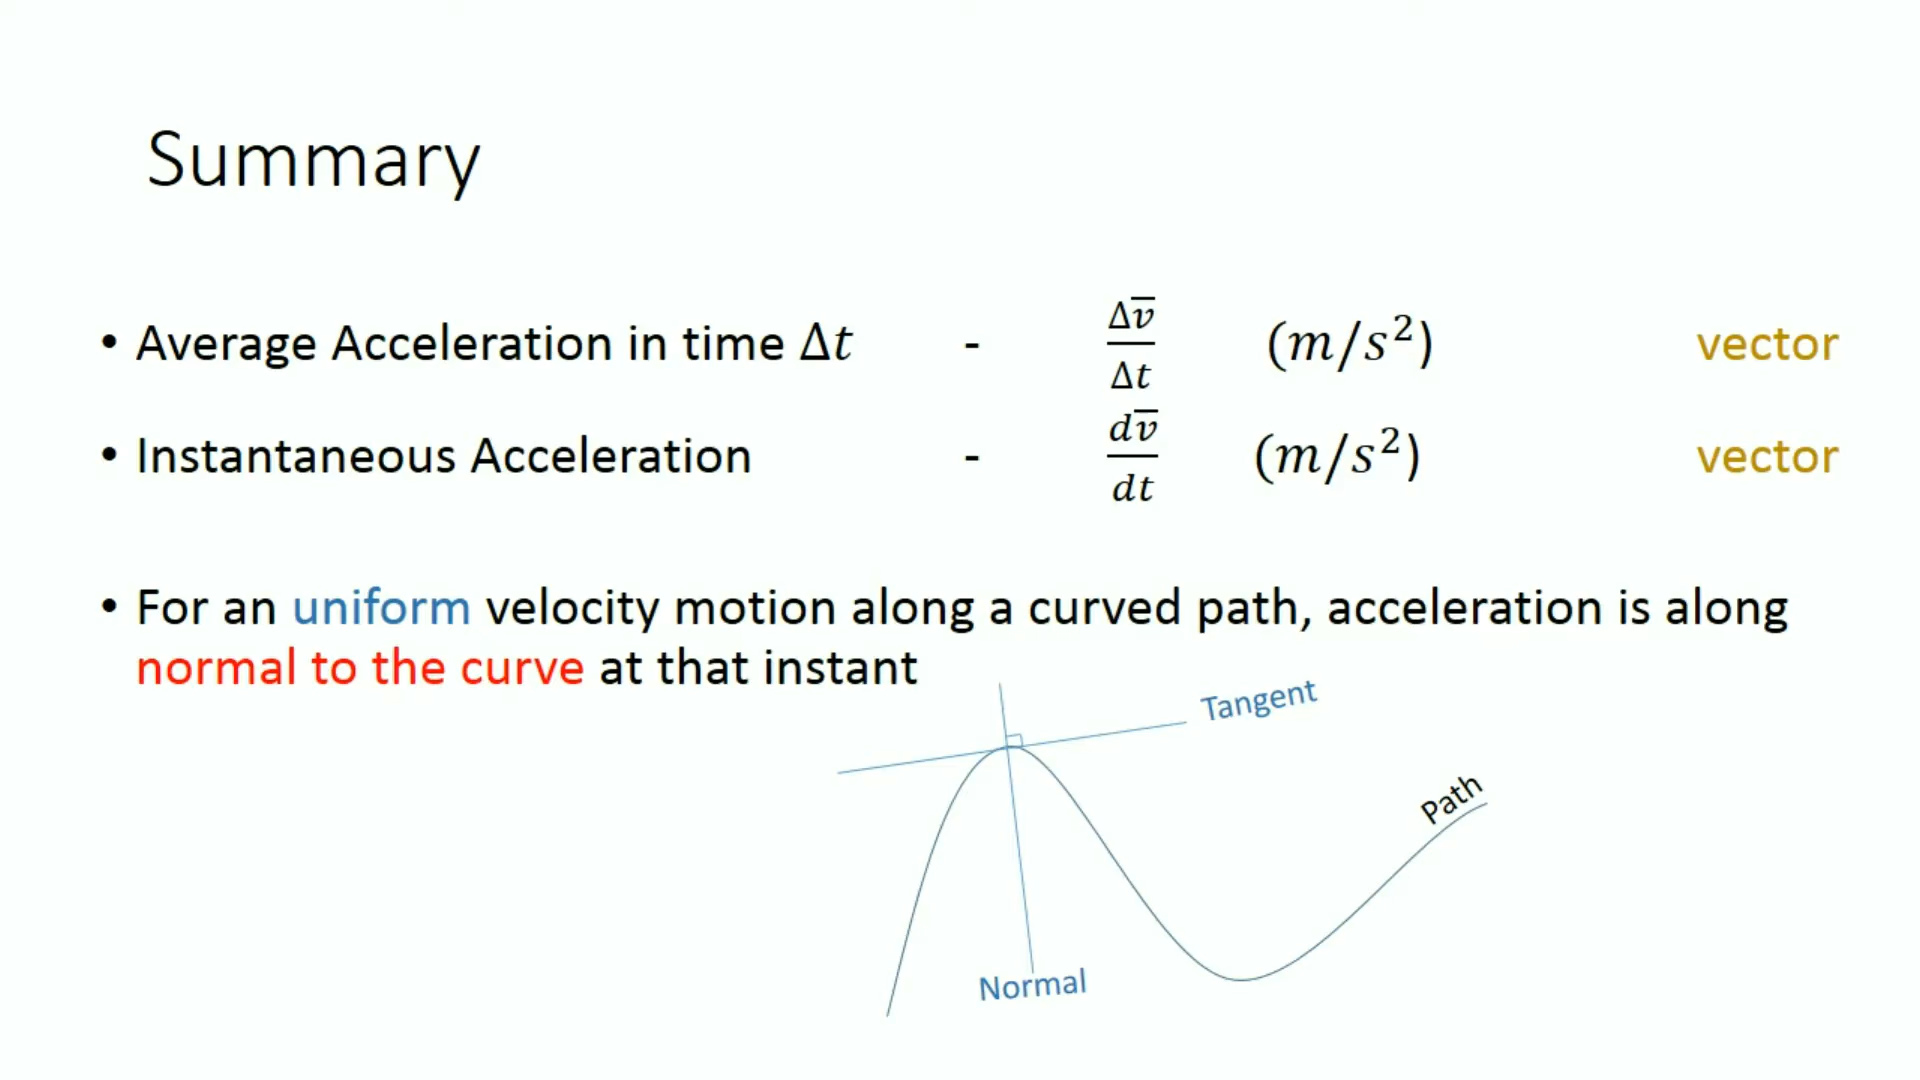 Summary
• Average Acceleration in time Δt - Δv̅/Δt (m/s²) vector
• Instantaneous Acceleration - dv̅/dt (m/s²) vector
• For an uniform velocity motion along a curved path, acceleration is along
normal to the curve at that instant
Tangent
Path
Normal